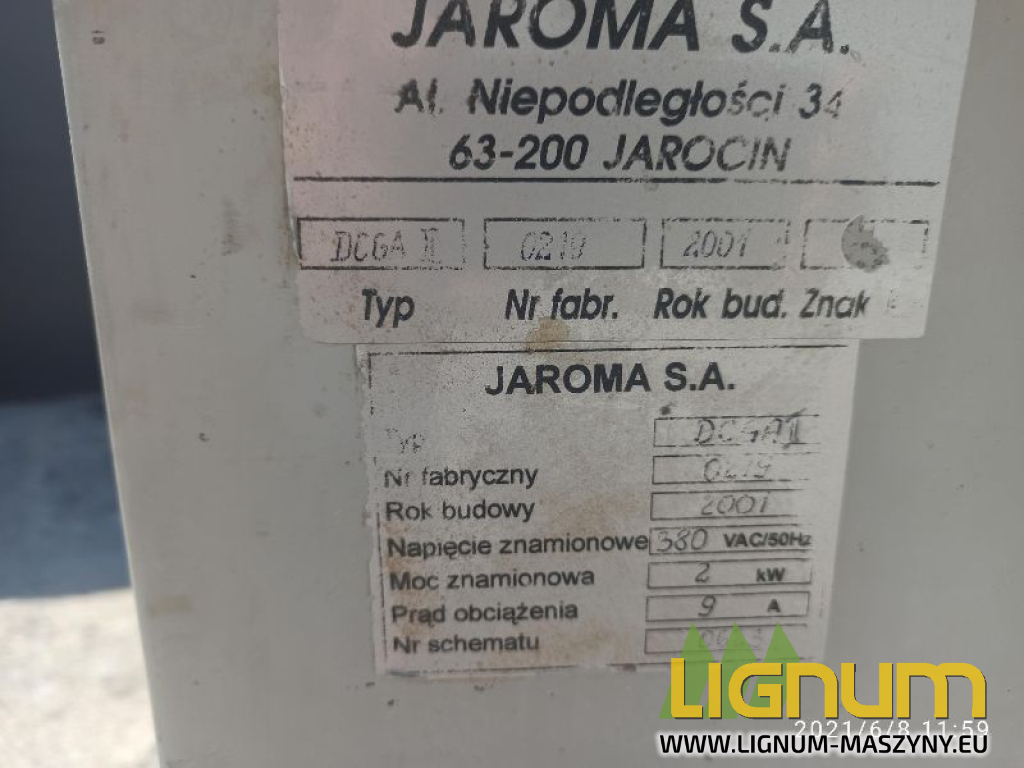 JAROMA S.A.
Al. Niepodległości 34
63-200 JAROCIN
DCGA II 0219 2001
Typ Nr fabr. Rok bud. Znak
JAROMA S.A.
Typ DCGA II
Nr fabryczny 0219
Rok budowy 2001
Napięcie znamionowe 380 VAC/50Hz
Moc znamionowa 2 kW
Prąd obciążenia 9 A
Nr schematu
LIGNUM
2021/6/8 11:59
WWW.LIGNUM-MASZYNY.EU